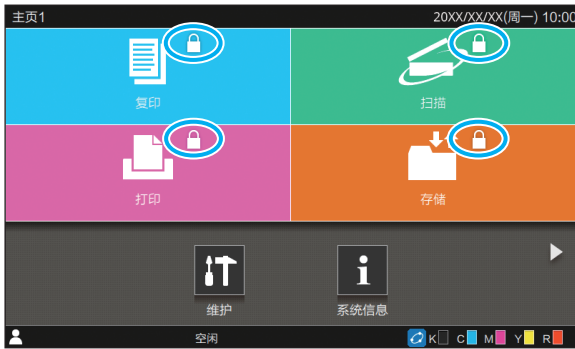 主页1 20XX/XX/XX(周一) 10:00
复印 扫描
打印 存储
维护 系统信息
空闲 K C M Y R